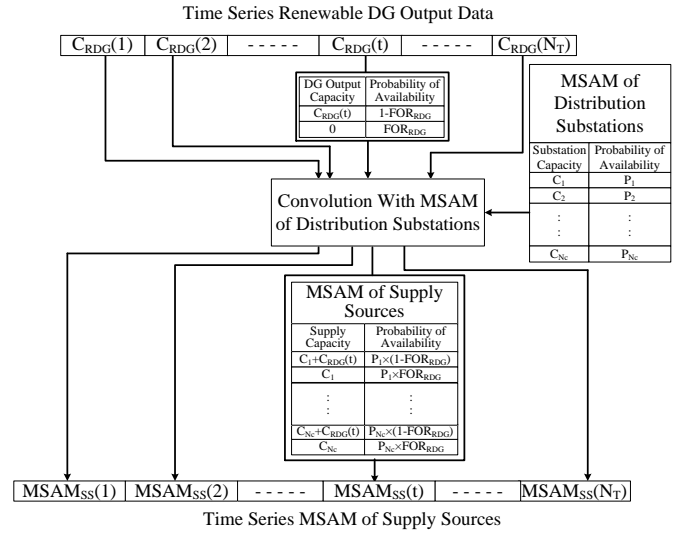 Time Series Renewable DG Output Data
C_RDG(1) C_RDG(2) - - - - - C_RDG(t) - - - - - C_RDG(N_T)
DG Output Capacity Probability of Availability
C_RDG(t) 1-FOR_RDG
0 FOR_RDG
MSAM of
Distribution
Substations
Substation Capacity Probability of Availability
C_1 P_1
C_2 P_2
: :
: :
C_Nc P_Nc
Convolution With MSAM
of Distribution Substations
MSAM of Supply
Sources
Supply Capacity Probability of Availability
C_1+C_RDG(t) P_1×(1-FOR_RDG)
C_1 P_1×FOR_RDG
: :
: :
C_Nc+C_RDG(t) P_Nc×(1-FOR_RDG)
C_Nc P_Nc×FOR_RDG
MSAM_SS(1) MSAM_SS(2) - - - - - MSAM_SS(t) - - - - - MSAM_SS(N_T)
Time Series MSAM of Supply Sources